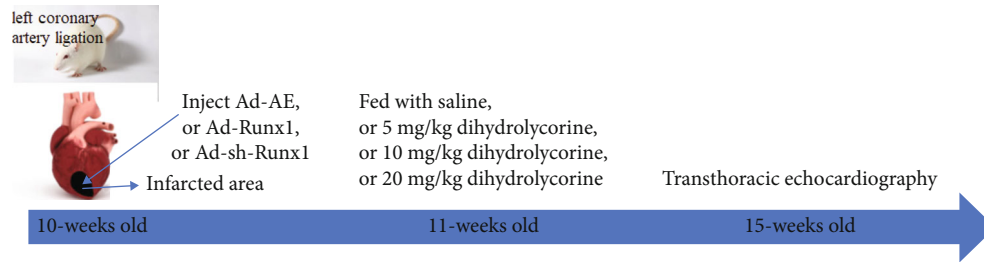 left coronary
artery ligation
Inject Ad-AE,
or Ad-Runx1,
or Ad-sh-Runx1
Infarcted area
Fed with saline,
or 5 mg/kg dihydrolycorine,
or 10 mg/kg dihydrolycorine,
or 20 mg/kg dihydrolycorine
Transthoracic echocardiography
10-weeks old
11-weeks old
15-weeks old